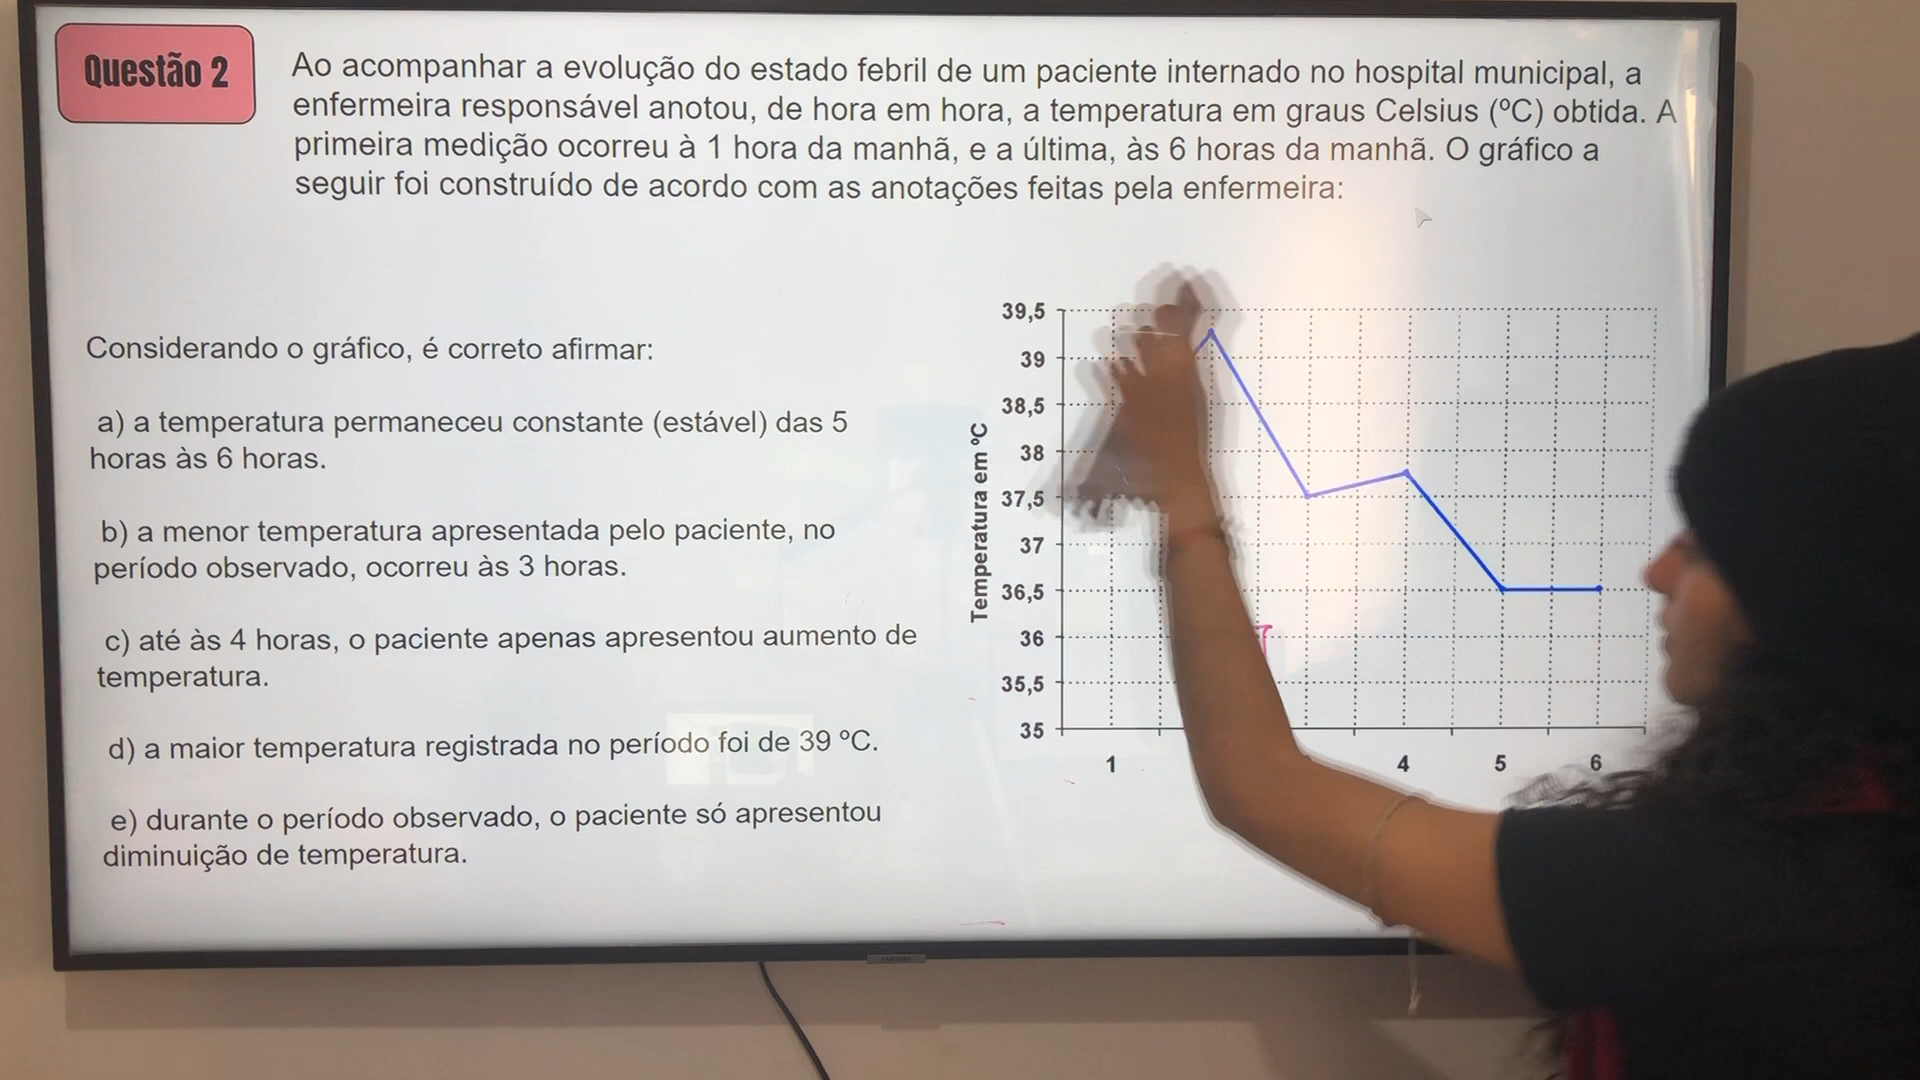 Questão 2
Ao acompanhar a evolução do estado febril de um paciente internado no hospital municipal, a
enfermeira responsável anotou, de hora em hora, a temperatura em graus Celsius (ºC) obtida. A
primeira medição ocorreu à 1 hora da manhã, e a última, às 6 horas da manhã. O gráfico a
seguir foi construído de acordo com as anotações feitas pela enfermeira:
Considerando o gráfico, é correto afirmar:
a) a temperatura permaneceu constante (estável) das 5
horas às 6 horas.
b) a menor temperatura apresentada pelo paciente, no
período observado, ocorreu às 3 horas.
c) até às 4 horas, o paciente apenas apresentou aumento de
temperatura.
d) a maior temperatura registrada no período foi de 39 ºC.
e) durante o período observado, o paciente só apresentou
diminuição de temperatura.
Temperatura em ºC
39,5
39
38,5
38
37,5
37
36,5
36
35,5
35
1 4 5 6